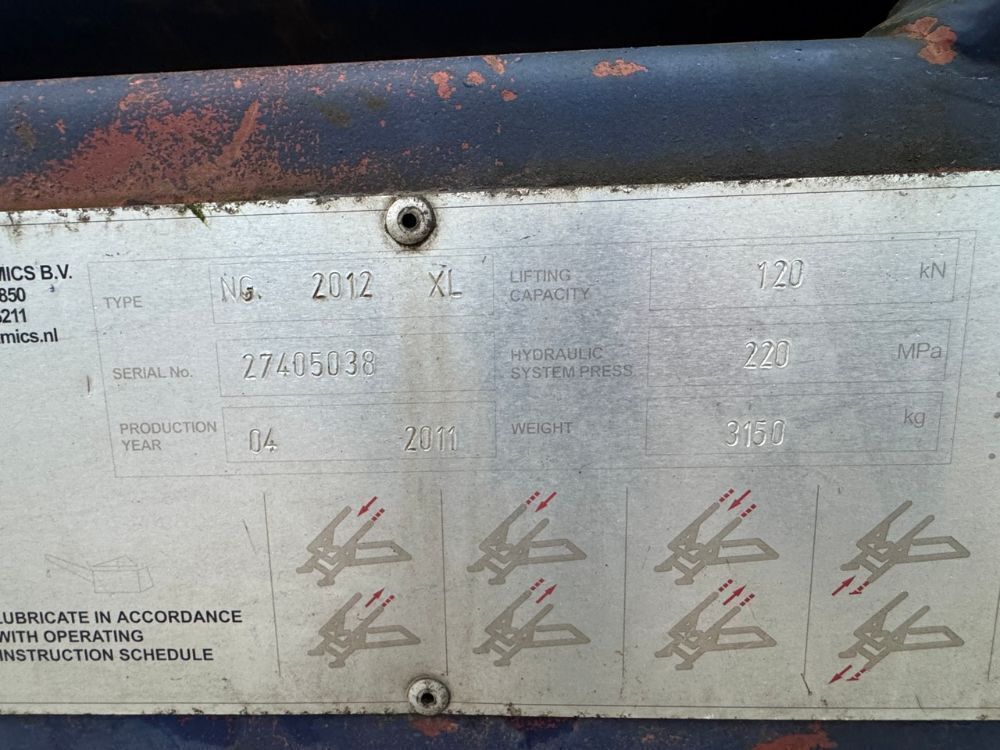 MICS B.V.
850
6211
mics.nl
TYPE NG. 2012 XL
LIFTING CAPACITY 120 kN
SERIAL No. 27405038
HYDRAULIC SYSTEM PRESS 220 MPa
PRODUCTION YEAR 04 2011
WEIGHT 3150 kg
LUBRICATE IN ACCORDANCE
WITH OPERATING
INSTRUCTION SCHEDULE